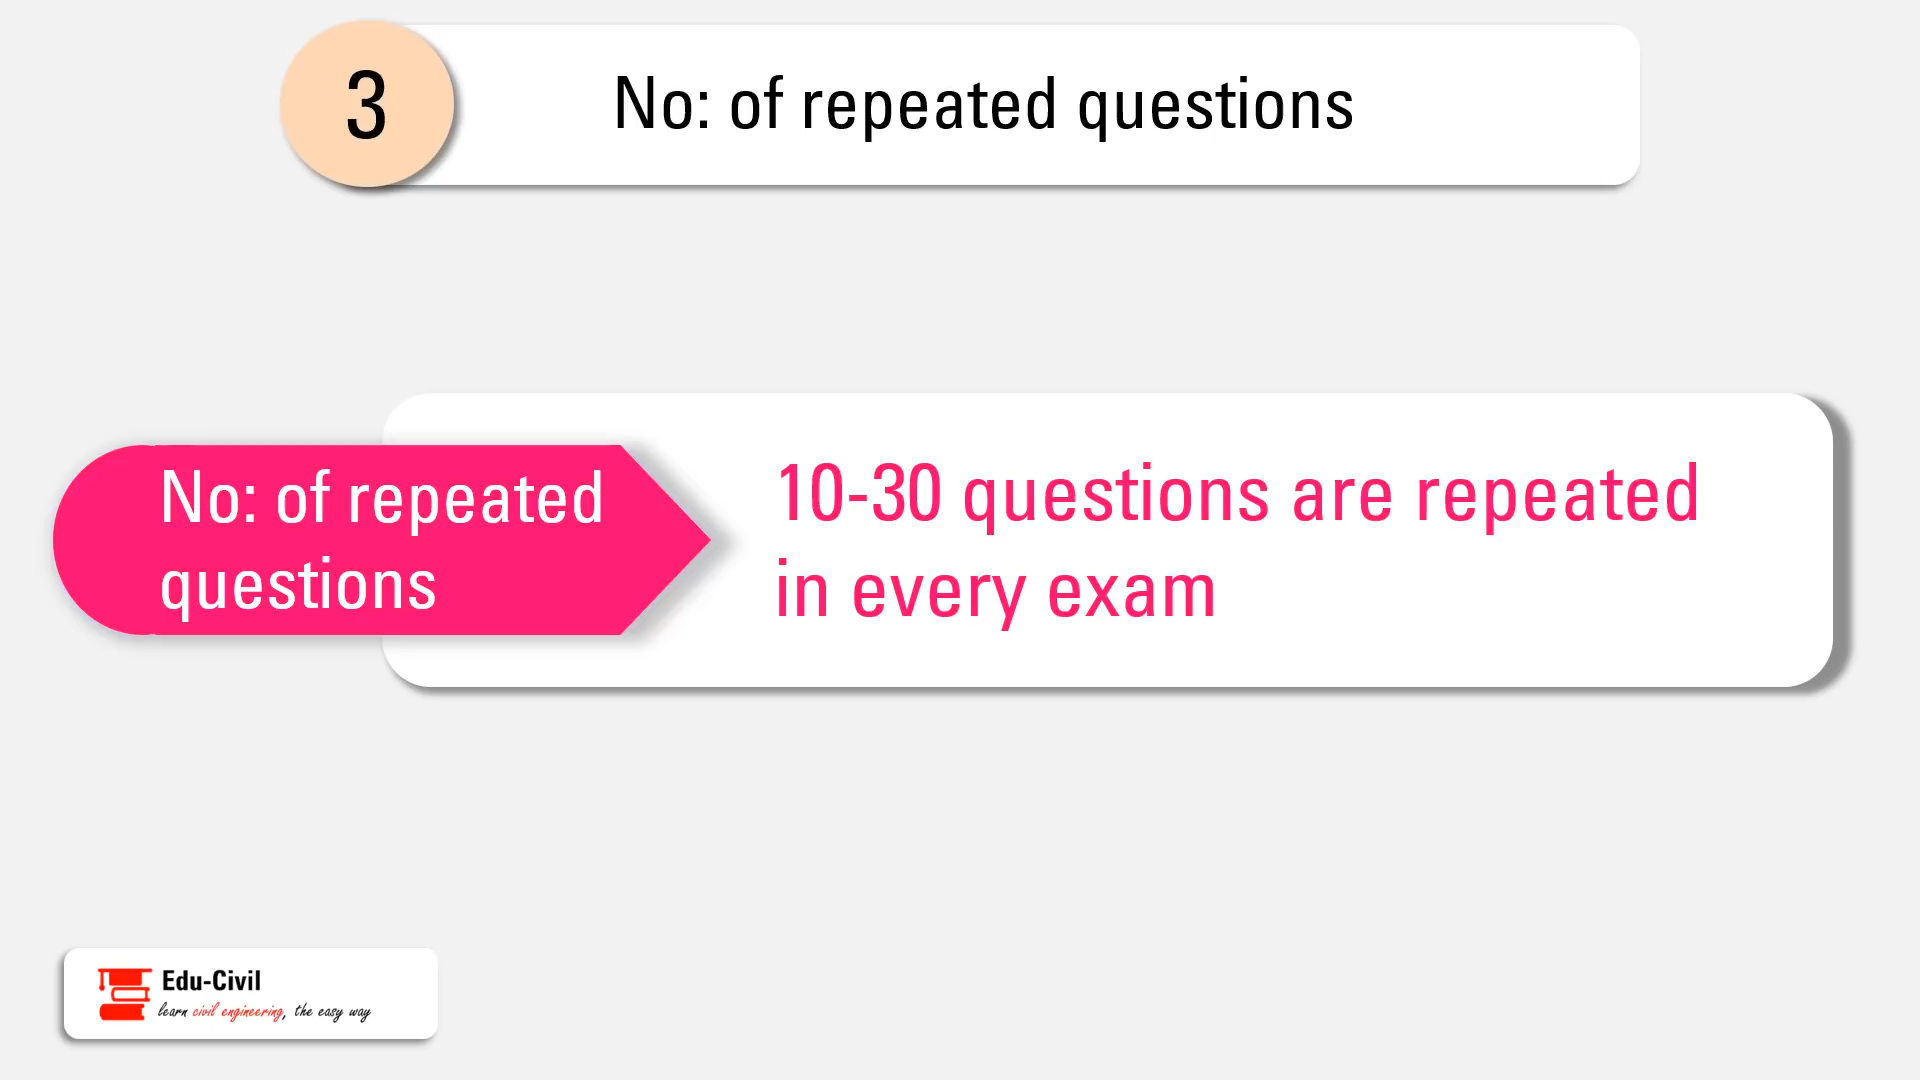 3
No: of repeated questions
No: of repeated
questions
10-30 questions are repeated
in every exam
Edu-Civil
learn civil engineering, the easy way